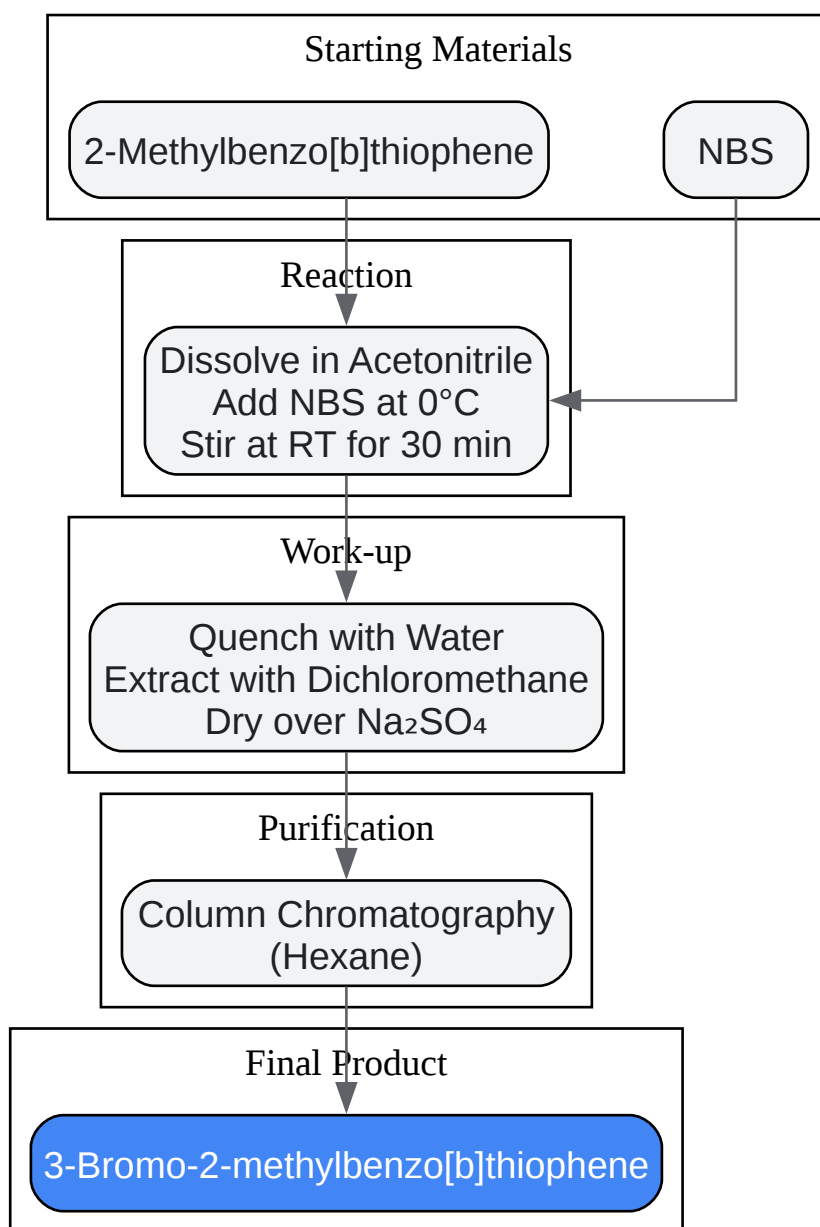 Starting Materials
2-Methylbenzo[b]thiophene
NBS
Reaction
Dissolve in Acetonitrile
Add NBS at 0°C
Stir at RT for 30 min
Work-up
Quench with Water
Extract with Dichloromethane
Dry over Na₂SO₄
Purification
Column Chromatography
(Hexane)
Final Product
3-Bromo-2-methylbenzo[b]thiophene